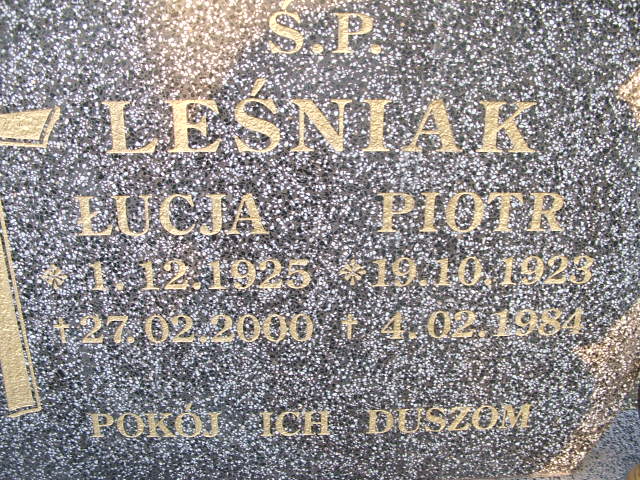 Ś.P.
LEŚNIAK
ŁUCJA PIOTR
* 1.12.1925 * 19.10.1923
† 27.02.2000 † 4.02.1984
POKÓJ ICH DUSZOM